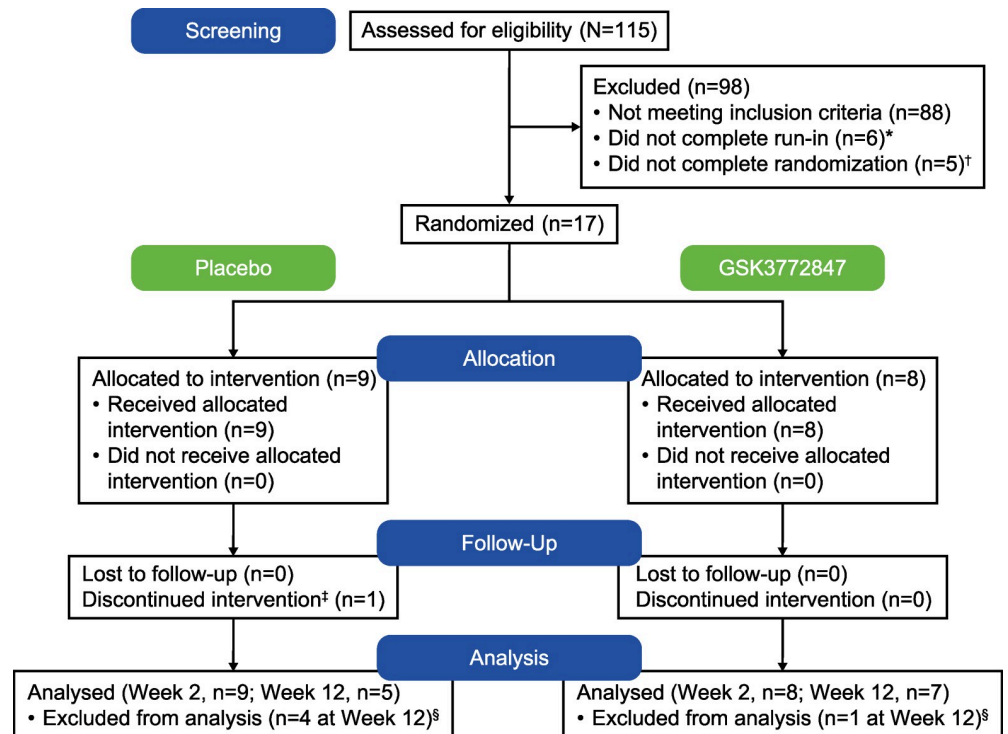 Screening
Assessed for eligibility (N=115)
Excluded (n=98)
• Not meeting inclusion criteria (n=88)
• Did not complete run-in (n=6)*
• Did not complete randomization (n=5)†
Randomized (n=17)
Placebo
GSK3772847
Allocation
Allocated to intervention (n=9)
• Received allocated
intervention (n=9)
• Did not receive allocated
intervention (n=0)
Allocated to intervention (n=8)
• Received allocated
intervention (n=8)
• Did not receive allocated
intervention (n=0)
Follow-Up
Lost to follow-up (n=0)
Discontinued intervention‡ (n=1)
Lost to follow-up (n=0)
Discontinued intervention (n=0)
Analysis
Analysed (Week 2, n=9; Week 12, n=5)
• Excluded from analysis (n=4 at Week 12)§
Analysed (Week 2, n=8; Week 12, n=7)
• Excluded from analysis (n=1 at Week 12)§